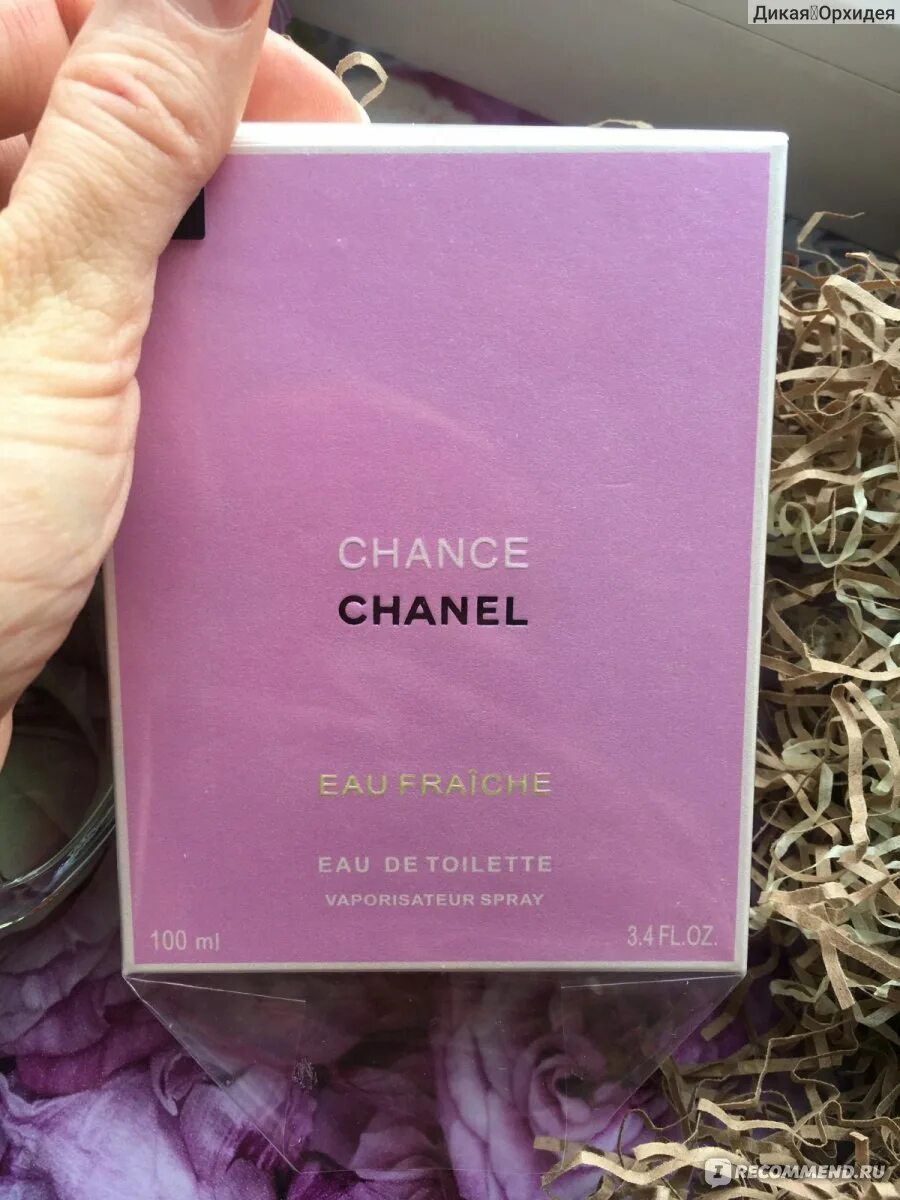 Дикая Орхидея
CHANCE
CHANEL
EAU FRAÎCHE
EAU DE TOILETTE
VAPORISATEUR SPRAY
100 ml
3.4 FL.OZ.
IRECOMMEND.RU